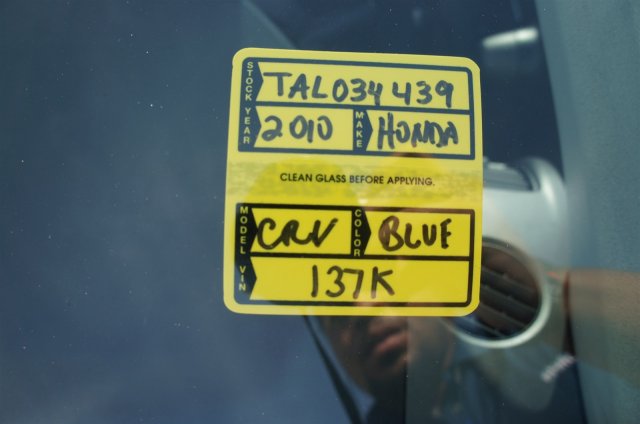 STOCK TAL034439
YEAR 2010 MAKE HONDA
CLEAN GLASS BEFORE APPLYING.
MODEL CRV COLOR BLUE
VIN 137K